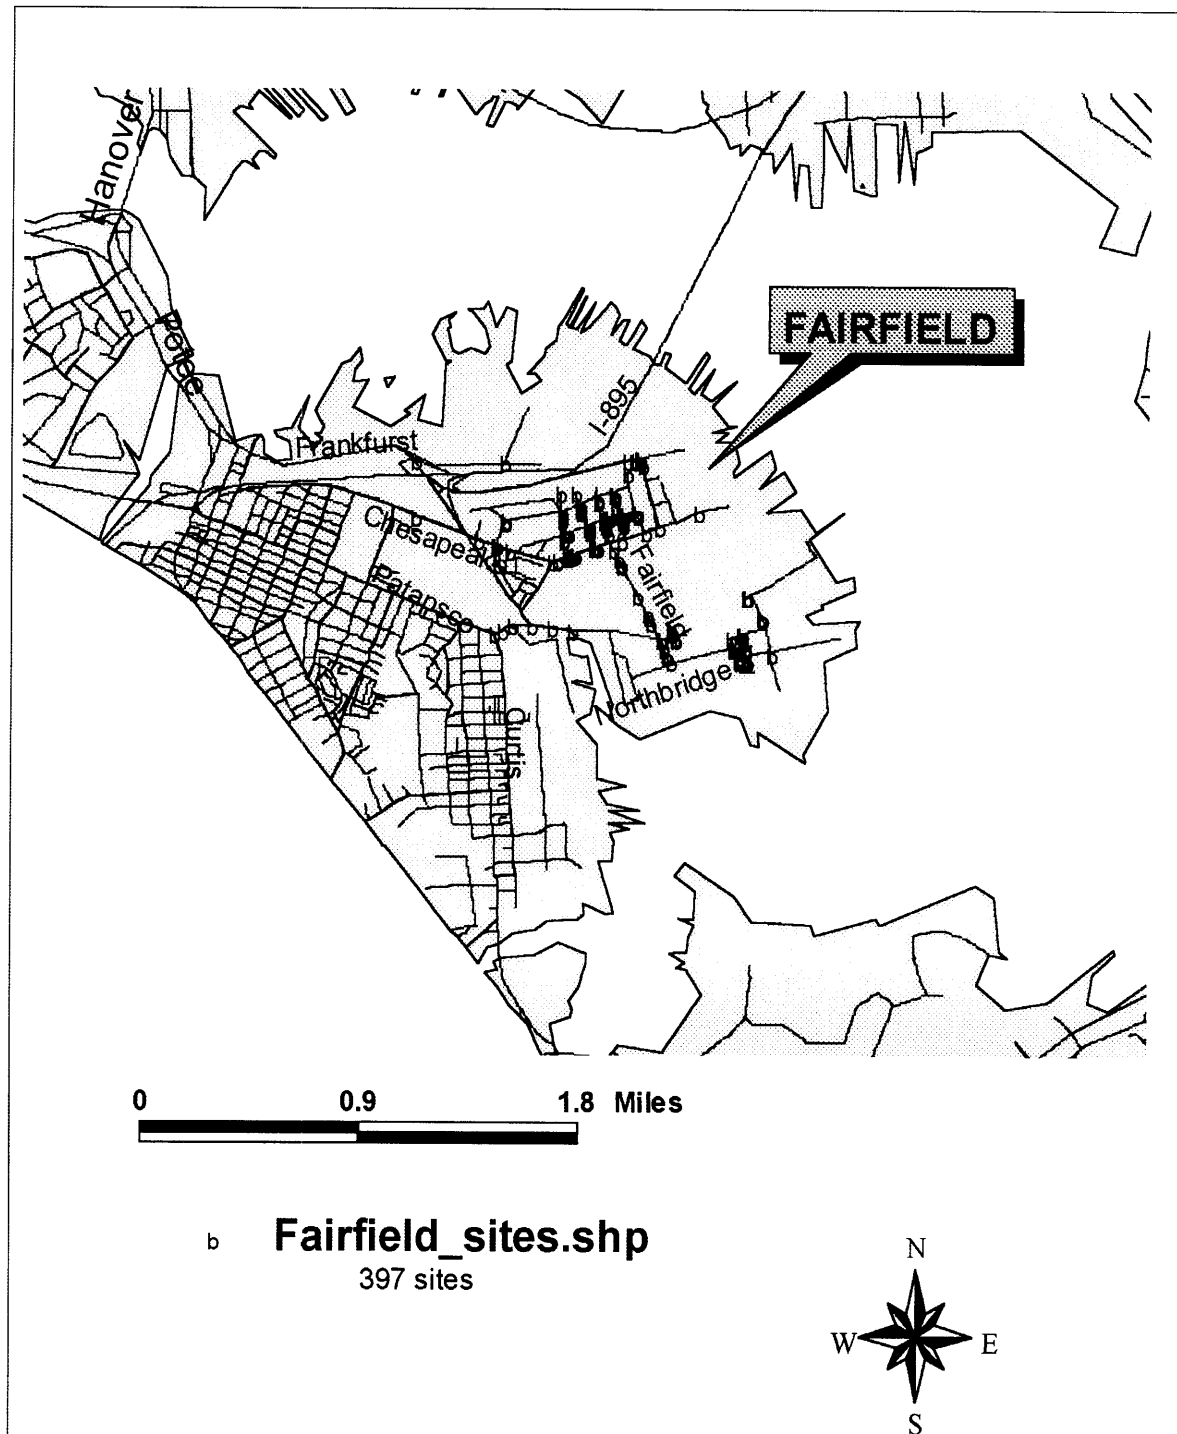 Hanover
Potee
FAIRFIELD
I-895
Frankfurst
Chesapeake
Patapsco
Fairfield
Northbridge
Curtis
0 0.9 1.8 Miles
b Fairfield_sites.shp
397 sites
N
W E
S